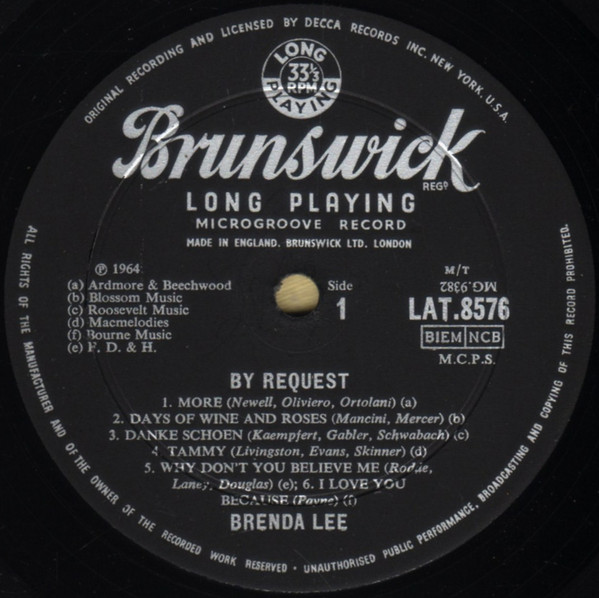 ORIGINAL RECORDING AND LICENSED BY DECCA RECORDS INC. NEW YORK. U.S.A.
LONG
33⅓
RPM
PLAYING
Brunswick
REGD
LONG PLAYING
MICROGROOVE RECORD
MADE IN ENGLAND. BRUNSWICK LTD. LONDON
℗ 1964
(a) Ardmore & Beechwood
(b) Blossom Music
(c) Roosevelt Music
(d) Macmelodies
(f) Bourne Music
(e) F. D. & H.
Side
1
M/T
MG.9382
LAT.8576
BIEM NCB
M.C.P.S.
BY REQUEST
1. MORE (Newell, Oliviero, Ortolani) (a)
2. DAYS OF WINE AND ROSES (Mancini, Mercer) (b)
3. DANKE SCHOEN (Kaempfert, Gabler, Schwabach) (c)
4. TAMMY (Livingston, Evans, Skinner) (d)
5. WHY DON'T YOU BELIEVE ME (Roddie,
Laney, Douglas) (e); 6. I LOVE YOU
BECAUSE (Payne) (f)
BRENDA LEE
ALL RIGHTS OF THE MANUFACTURER AND OF THE OWNER OF THE RECORDED WORK RESERVED · UNAUTHORISED PUBLIC PERFORMANCE, BROADCASTING AND COPYING OF THIS RECORD PROHIBITED.